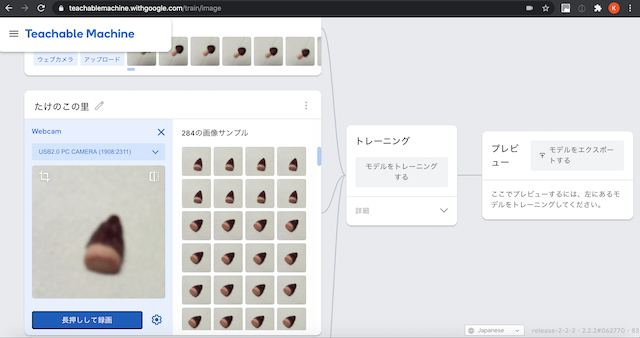 teachablemachine.withgoogle.com/train/image
K
Teachable Machine
ウェブカメラ
アップロード
たけのこの里
Webcam
USB2.0 PC CAMERA (1908:2311)
長押しして録画
284の画像サンプル
トレーニング
モデルをトレーニング
する
詳細
プレビ
ュー
モデルをエクスポー
トする
ここでプレビューするには、左にあるモ
デルをトレーニングしてください。
Japanese
release-2-2-2 - 2.2.2#062770 - 83